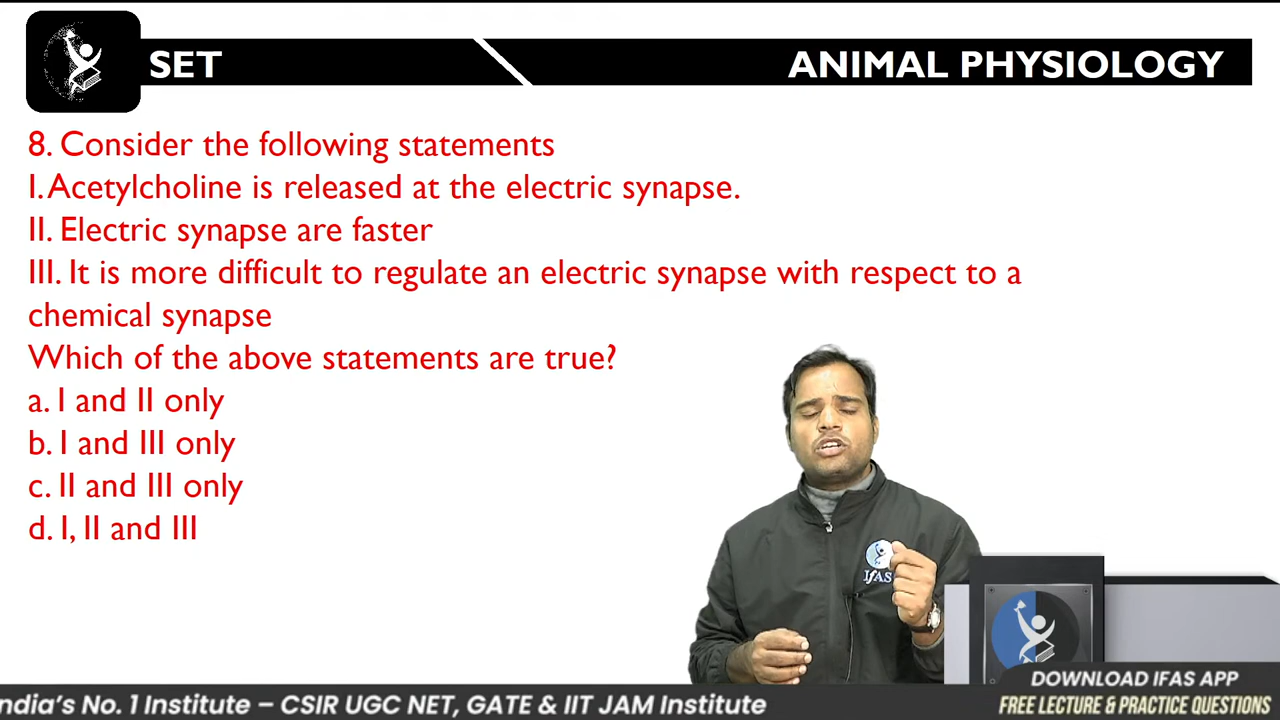 SET
ANIMAL PHYSIOLOGY
8. Consider the following statements
I. Acetylcholine is released at the electric synapse.
II. Electric synapse are faster
III. It is more difficult to regulate an electric synapse with respect to a
chemical synapse
Which of the above statements are true?
a. I and II only
b. I and III only
c. II and III only
d. I, II and III
IFAS
DOWNLOAD IFAS APP
ndia's No. 1 Institute – CSIR UGC NET, GATE & IIT JAM Institute
FREE LECTURE & PRACTICE QUESTIONS